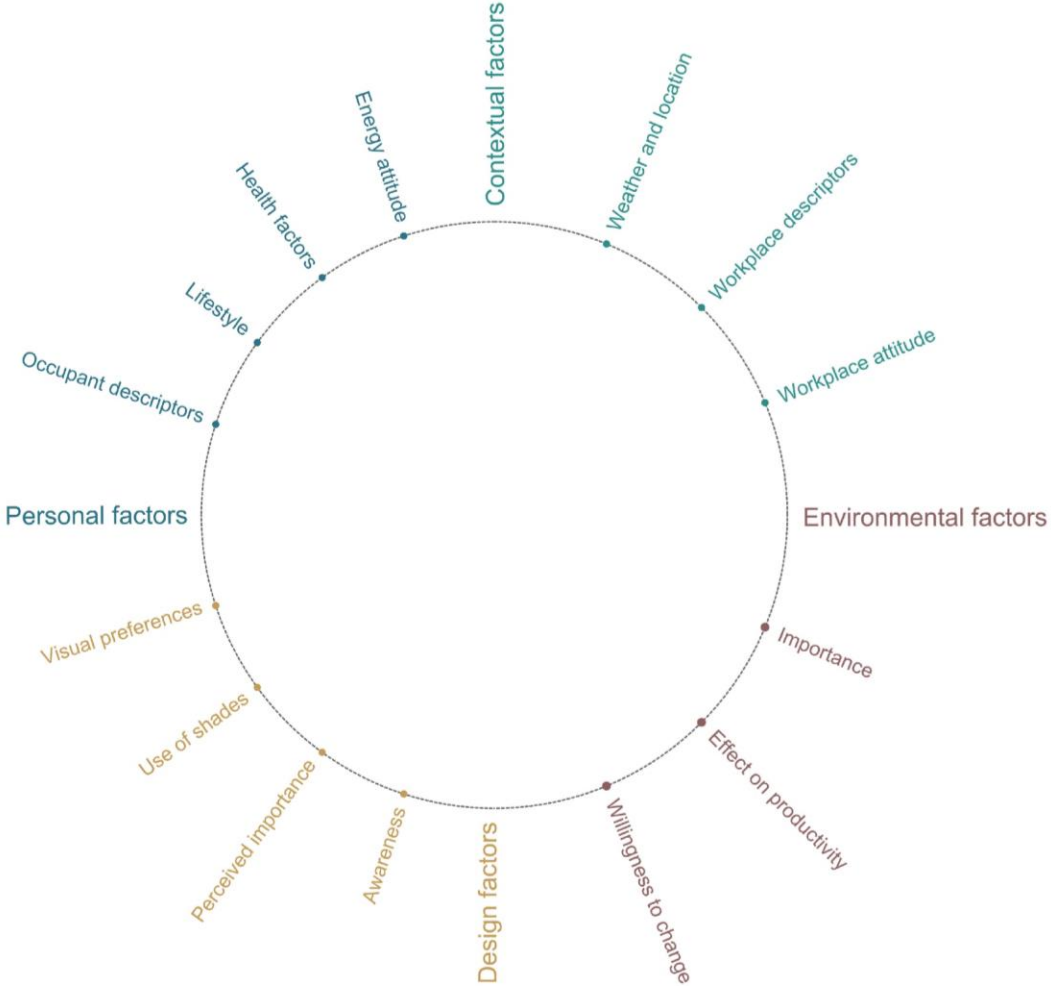 Contextual factors
Weather and location
Workplace descriptors
Workplace attitude
Environmental factors
Importance
Effect on productivity
Willingness to change
Design factors
Awareness
Perceived importance
Use of shades
Visual preferences
Personal factors
Occupant descriptors
Lifestyle
Health factors
Energy attitude